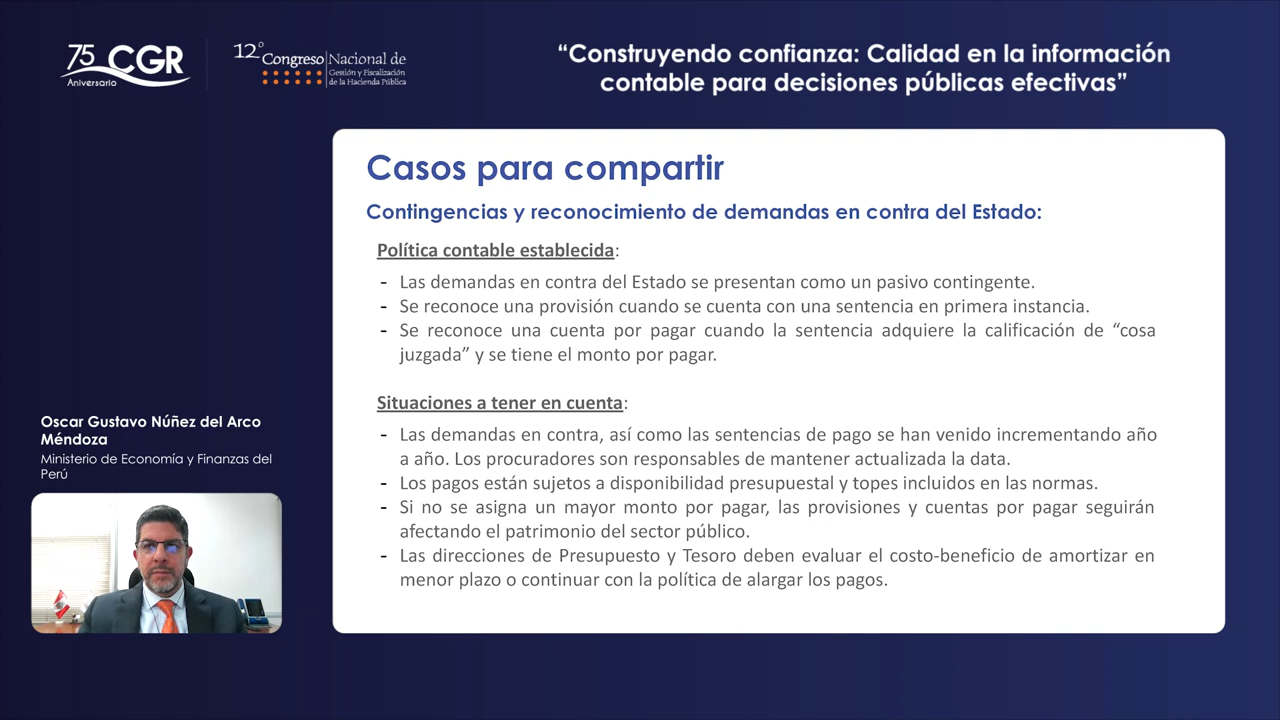 75 CGR
Aniversario
12° Congreso Nacional de
Gestión y Fiscalización
de la Hacienda Pública
“Construyendo confianza: Calidad en la información
contable para decisiones públicas efectivas”
Casos para compartir
Contingencias y reconocimiento de demandas en contra del Estado:
Política contable establecida:
- Las demandas en contra del Estado se presentan como un pasivo contingente.
- Se reconoce una provisión cuando se cuenta con una sentencia en primera instancia.
- Se reconoce una cuenta por pagar cuando la sentencia adquiere la calificación de “cosa
juzgada” y se tiene el monto por pagar.
Situaciones a tener en cuenta:
- Las demandas en contra, así como las sentencias de pago se han venido incrementando año
a año. Los procuradores son responsables de mantener actualizada la data.
- Los pagos están sujetos a disponibilidad presupuestal y topes incluidos en las normas.
- Si no se asigna un mayor monto por pagar, las provisiones y cuentas por pagar seguirán
afectando el patrimonio del sector público.
- Las direcciones de Presupuesto y Tesoro deben evaluar el costo-beneficio de amortizar en
menor plazo o continuar con la política de alargar los pagos.
Oscar Gustavo Núñez del Arco
Méndoza
Ministerio de Economía y Finanzas del
Perú